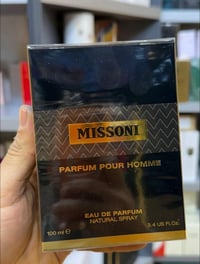 MISSONI
PARFUM POUR HOMME
EAU DE PARFUM
NATURAL SPRAY
100 ml e 3.4 US FL.Oz.